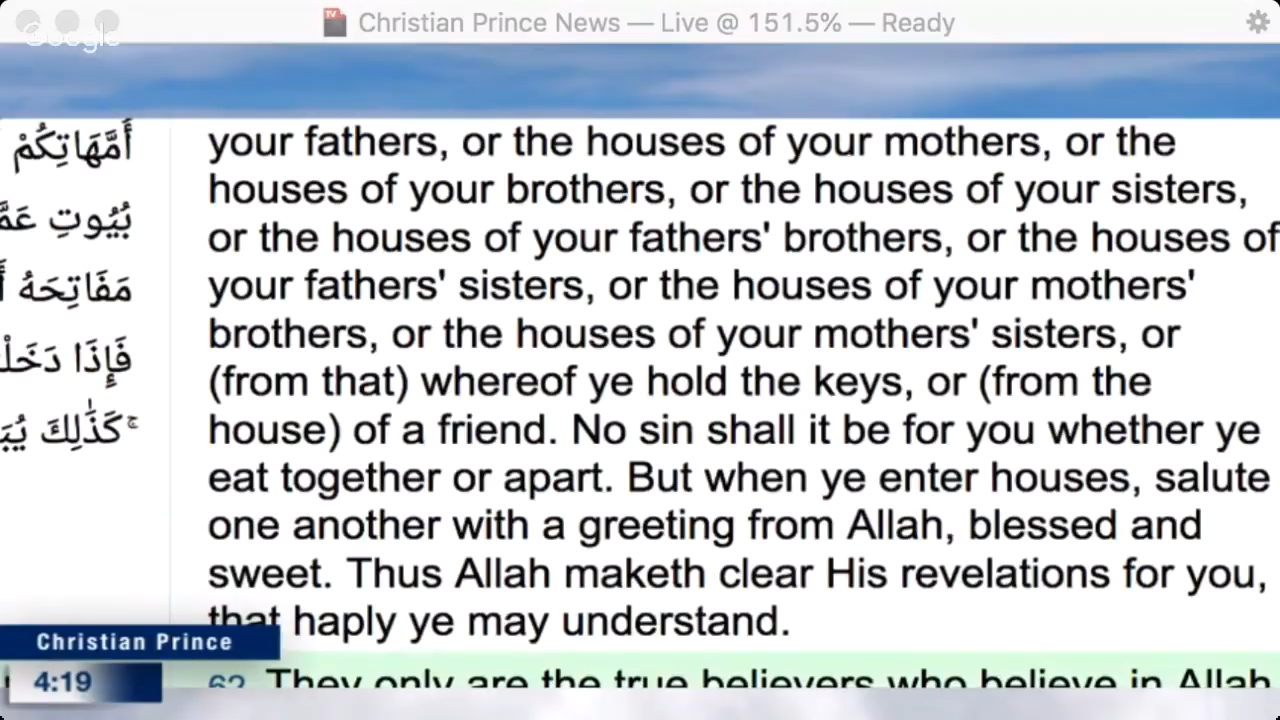 Christian Prince News — Live @ 151.5% — Ready
Google
your fathers, or the houses of your mothers, or the
houses of your brothers, or the houses of your sisters,
or the houses of your fathers' brothers, or the houses of
your fathers' sisters, or the houses of your mothers'
brothers, or the houses of your mothers' sisters, or
(from that) whereof ye hold the keys, or (from the
house) of a friend. No sin shall it be for you whether ye
eat together or apart. But when ye enter houses, salute
one another with a greeting from Allah, blessed and
sweet. Thus Allah maketh clear His revelations for you,
that haply ye may understand.
62 They only are the true believers who believe in Allah
أُمَّهَاتِكُمْ
بُيُوتِ
مَفَاتِحَهُ
فَإِذَا
كَذَٰلِكَ
Christian Prince
4:19